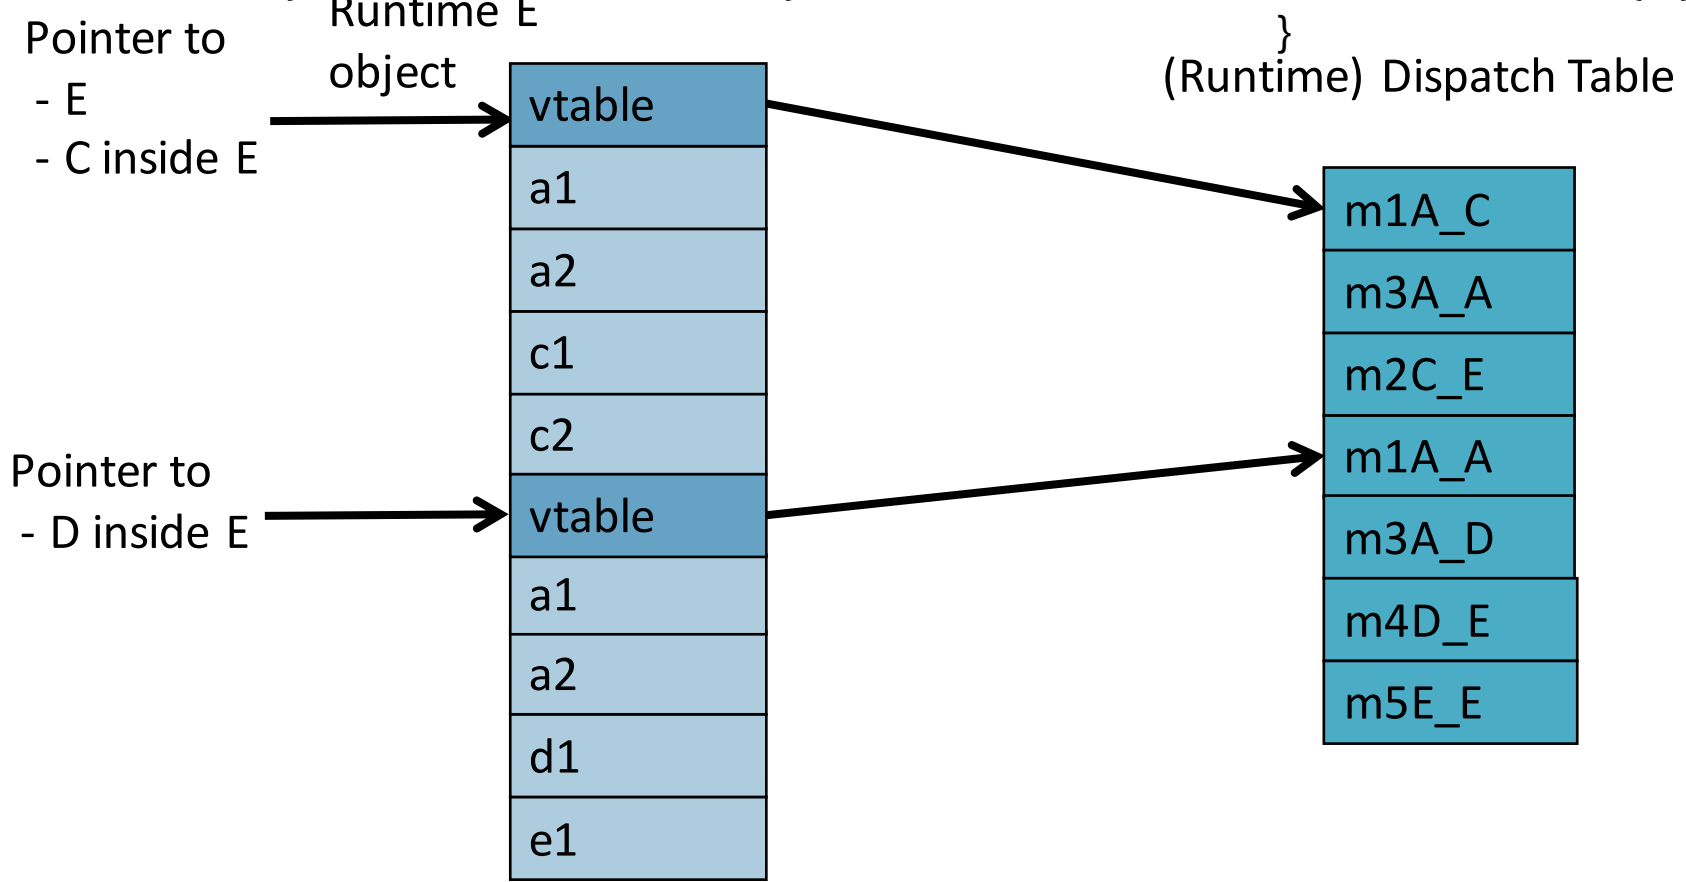 Runtime E
object
Pointer to
- E
- C inside E
Pointer to
- D inside E
vtable
a1
a2
c1
c2
vtable
a1
a2
d1
e1
}
(Runtime) Dispatch Table
m1A_C
m3A_A
m2C_E
m1A_A
m3A_D
m4D_E
m5E_E